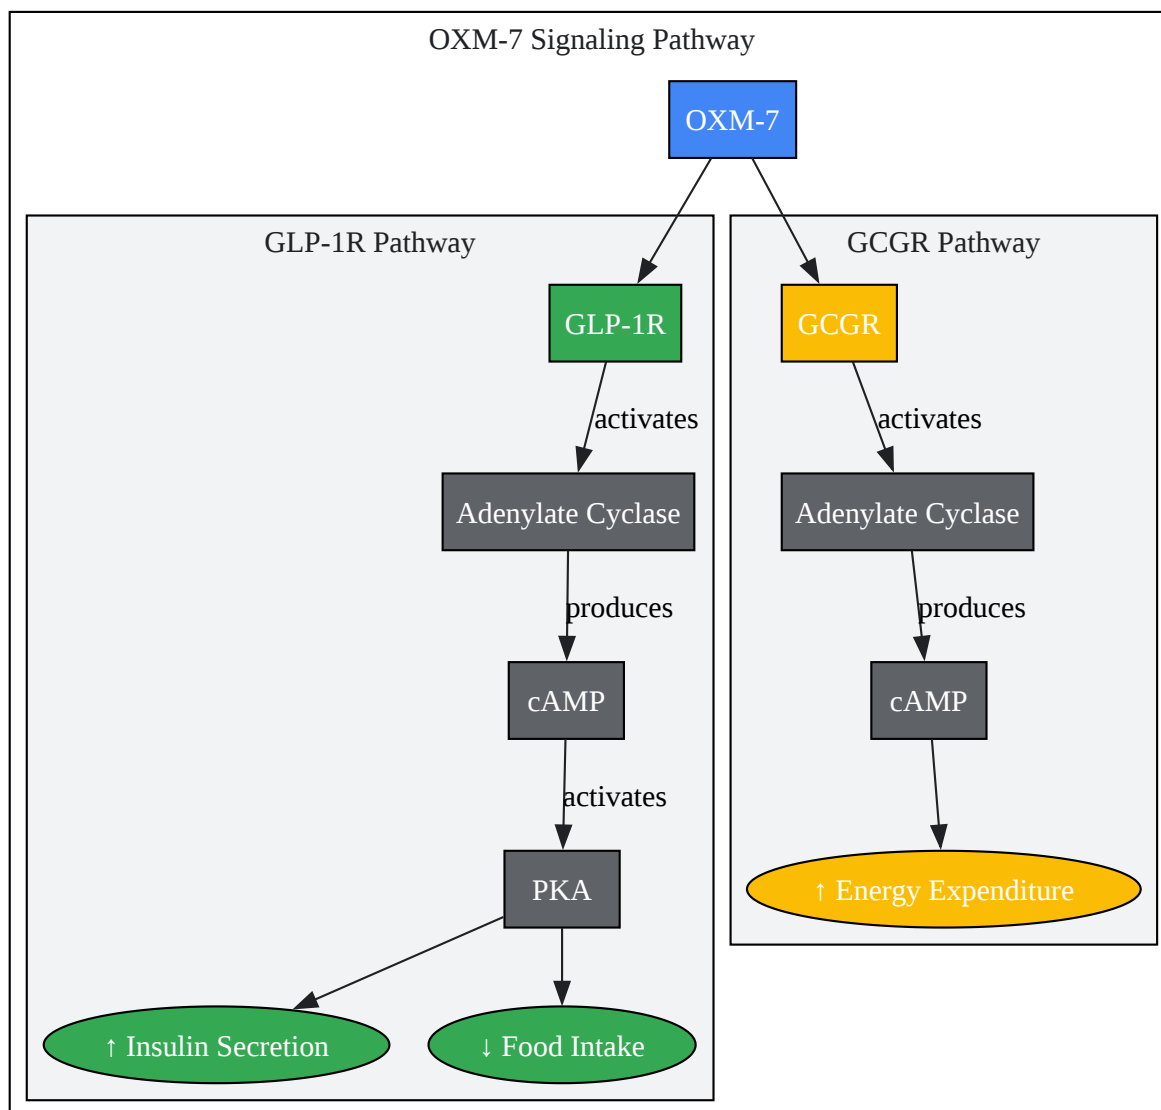 OXM-7 Signaling Pathway
OXM-7
GLP-1R Pathway
GCGR Pathway
GLP-1R
GCGR
activates
activates
Adenylate Cyclase
Adenylate Cyclase
produces
produces
cAMP
cAMP
activates
PKA
↑ Energy Expenditure
↑ Insulin Secretion
↓ Food Intake